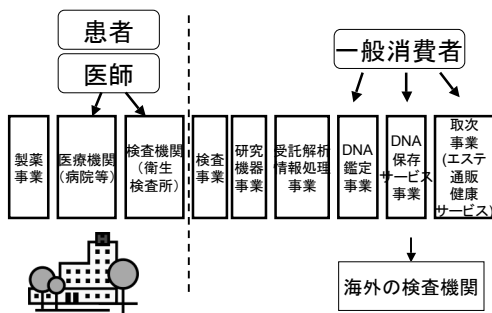 患者
医師
一般消費者
製薬
事業
医療機関
(病院等)
検査機関
(衛生
検査所)
検査
事業
研究
機器
事業
受託解析
情報処理
事業
DNA
鑑定
事業
DNA
保存
サービス
事業
取次
事業
(エステ
通販
健康
サービス)
H
海外の検査機関